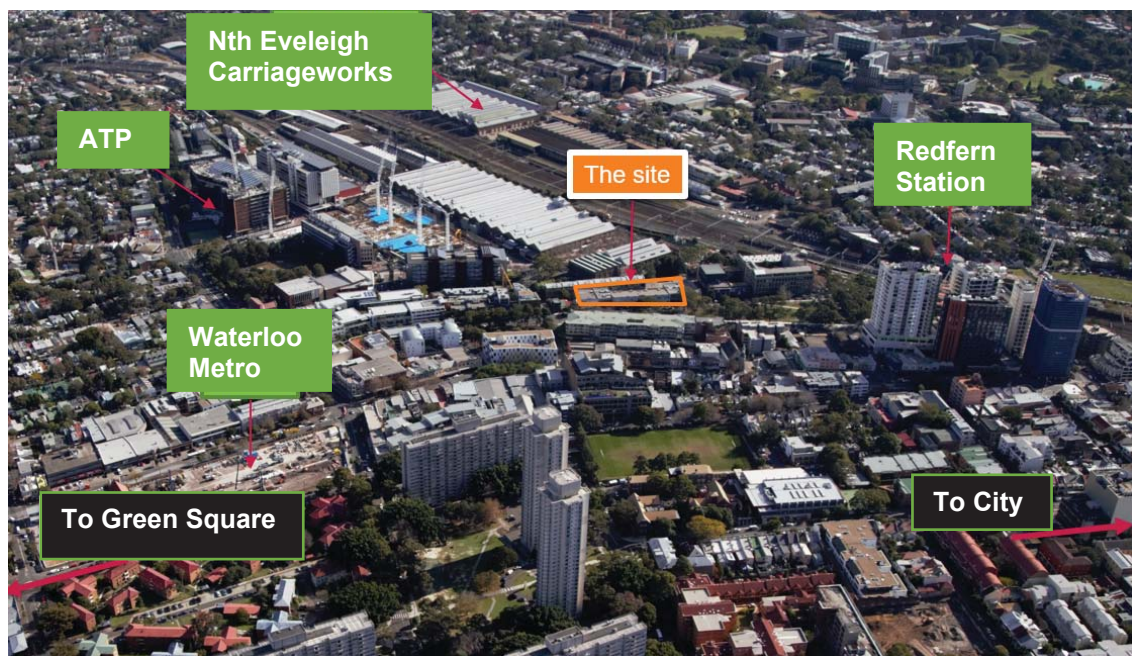 Nth Eveleigh
Carriageworks
ATP
The site
Redfern
Station
Waterloo
Metro
To Green Square
To City